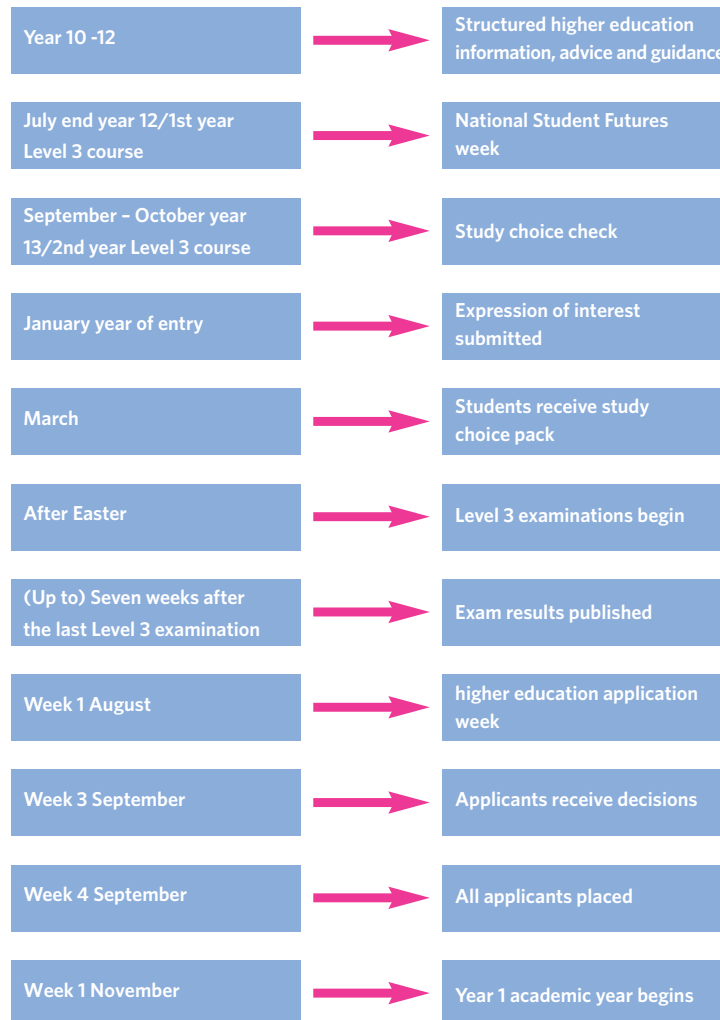 Year 10 -12
Structured higher education
information, advice and guidance
July end year 12/1st year
Level 3 course
National Student Futures
week
September – October year
13/2nd year Level 3 course
Study choice check
January year of entry
Expression of interest
submitted
March
Students receive study
choice pack
After Easter
Level 3 examinations begin
(Up to) Seven weeks after
the last Level 3 examination
Exam results published
Week 1 August
higher education application
week
Week 3 September
Applicants receive decisions
Week 4 September
All applicants placed
Week 1 November
Year 1 academic year begins